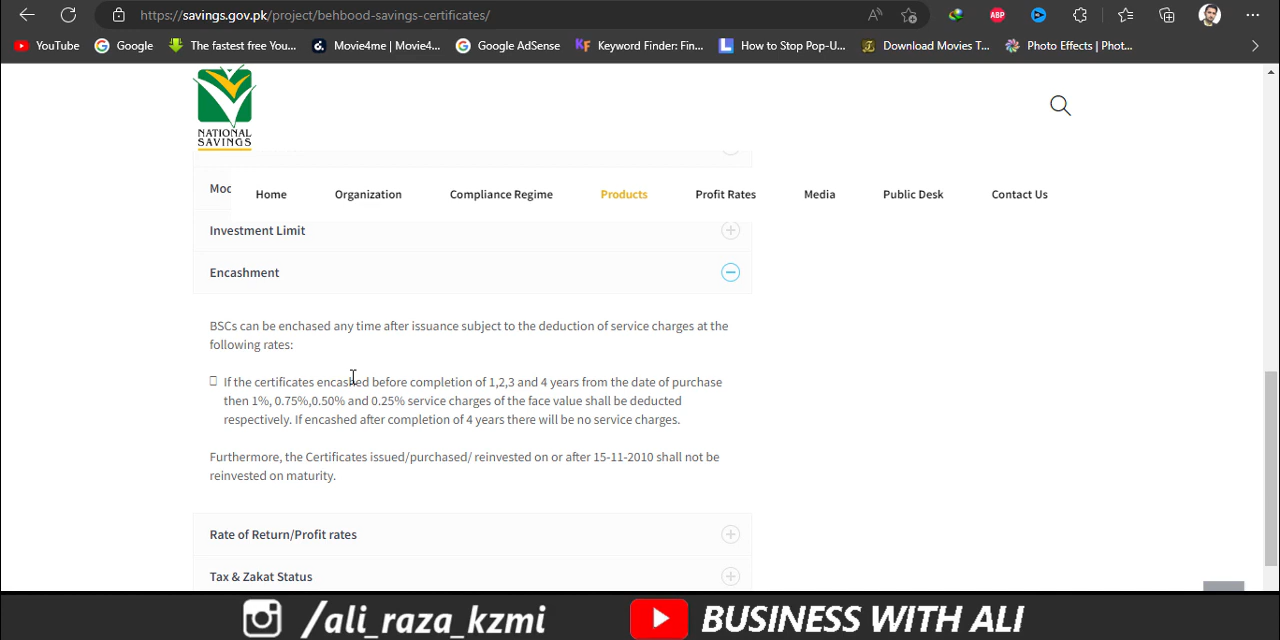 https://savings.gov.pk/project/behbood-savings-certificates/
A
ABP
YouTube
Google
The fastest free You...
Movie4me | Movie4...
Google AdSense
KF
Keyword Finder: Fin...
L
How to Stop Pop-U...
Download Movies T...
Photo Effects | Phot...
NATIONAL
SAVINGS
Moc
Home
Organization
Compliance Regime
Products
Profit Rates
Media
Public Desk
Contact Us
Investment Limit
Encashment
BSCs can be enchased any time after issuance subject to the deduction of service charges at the
following rates:
If the certificates encashed before completion of 1,2,3 and 4 years from the date of purchase
then 1%, 0.75%,0.50% and 0.25% service charges of the face value shall be deducted
respectively. If encashed after completion of 4 years there will be no service charges.
Furthermore, the Certificates issued/purchased/ reinvested on or after 15-11-2010 shall not be
reinvested on maturity.
Rate of Return/Profit rates
Tax & Zakat Status
/ali_raza_kzmi
BUSINESS WITH ALI